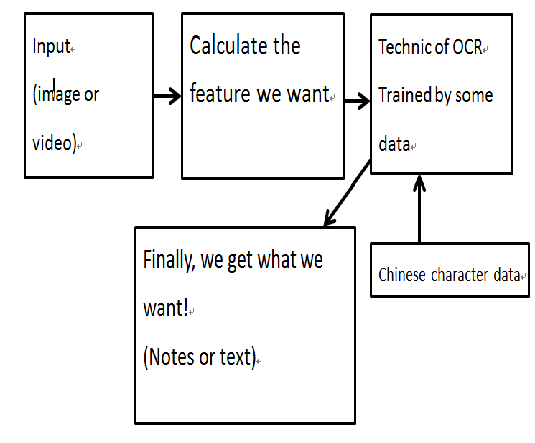 Input
(image or
video)
Calculate the
feature we want
Technic of OCR
Trained by some
data
Chinese character data
Finally, we get what we
want!
(Notes or text)